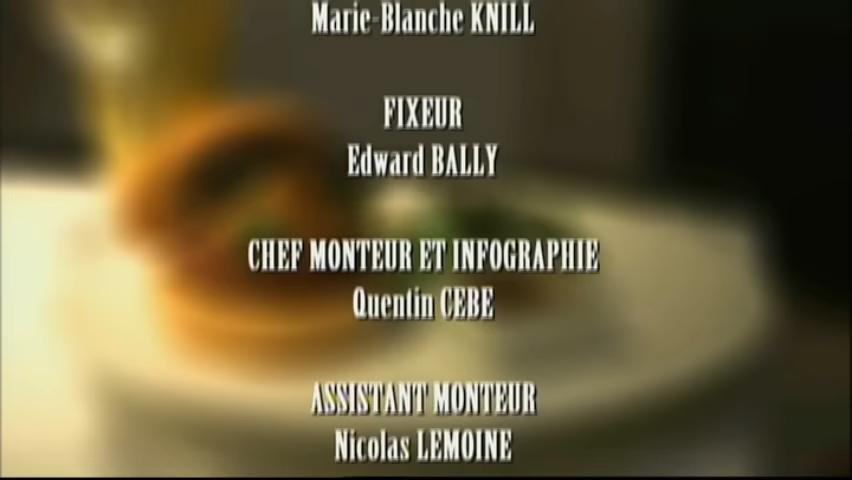 Marie-Blanche KNILL
FIXEUR
Edward BALLY
CHEF MONTEUR ET INFOGRAPHIE
Quentin CEBE
ASSISTANT MONTEUR
Nicolas LEMOINE